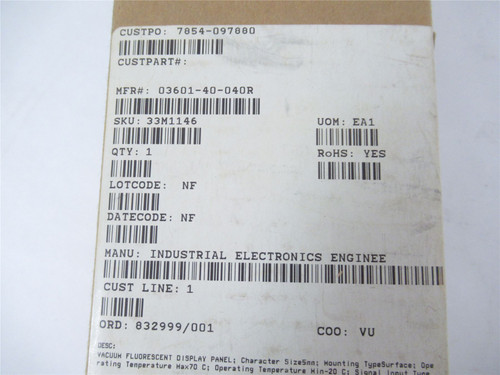 CUSTPO: 7854-097880
CUSTPART#:
MFR#: 03601-40-040R
SKU: 33M1146
UOM: EA1
QTY: 1
RoHS: YES
LOTCODE: NF
DATECODE: NF
MANU: INDUSTRIAL ELECTRONICS ENGINEE
CUST LINE: 1
ORD: 832999/001
COO: VU
DESC:
VACUUM FLUORESCENT DISPLAY PANEL; Character Size5mm; Mounting TypeSurface; Ope
rating Temperature Max70 C; Operating Temperature Min-20 C; Signal Input Type